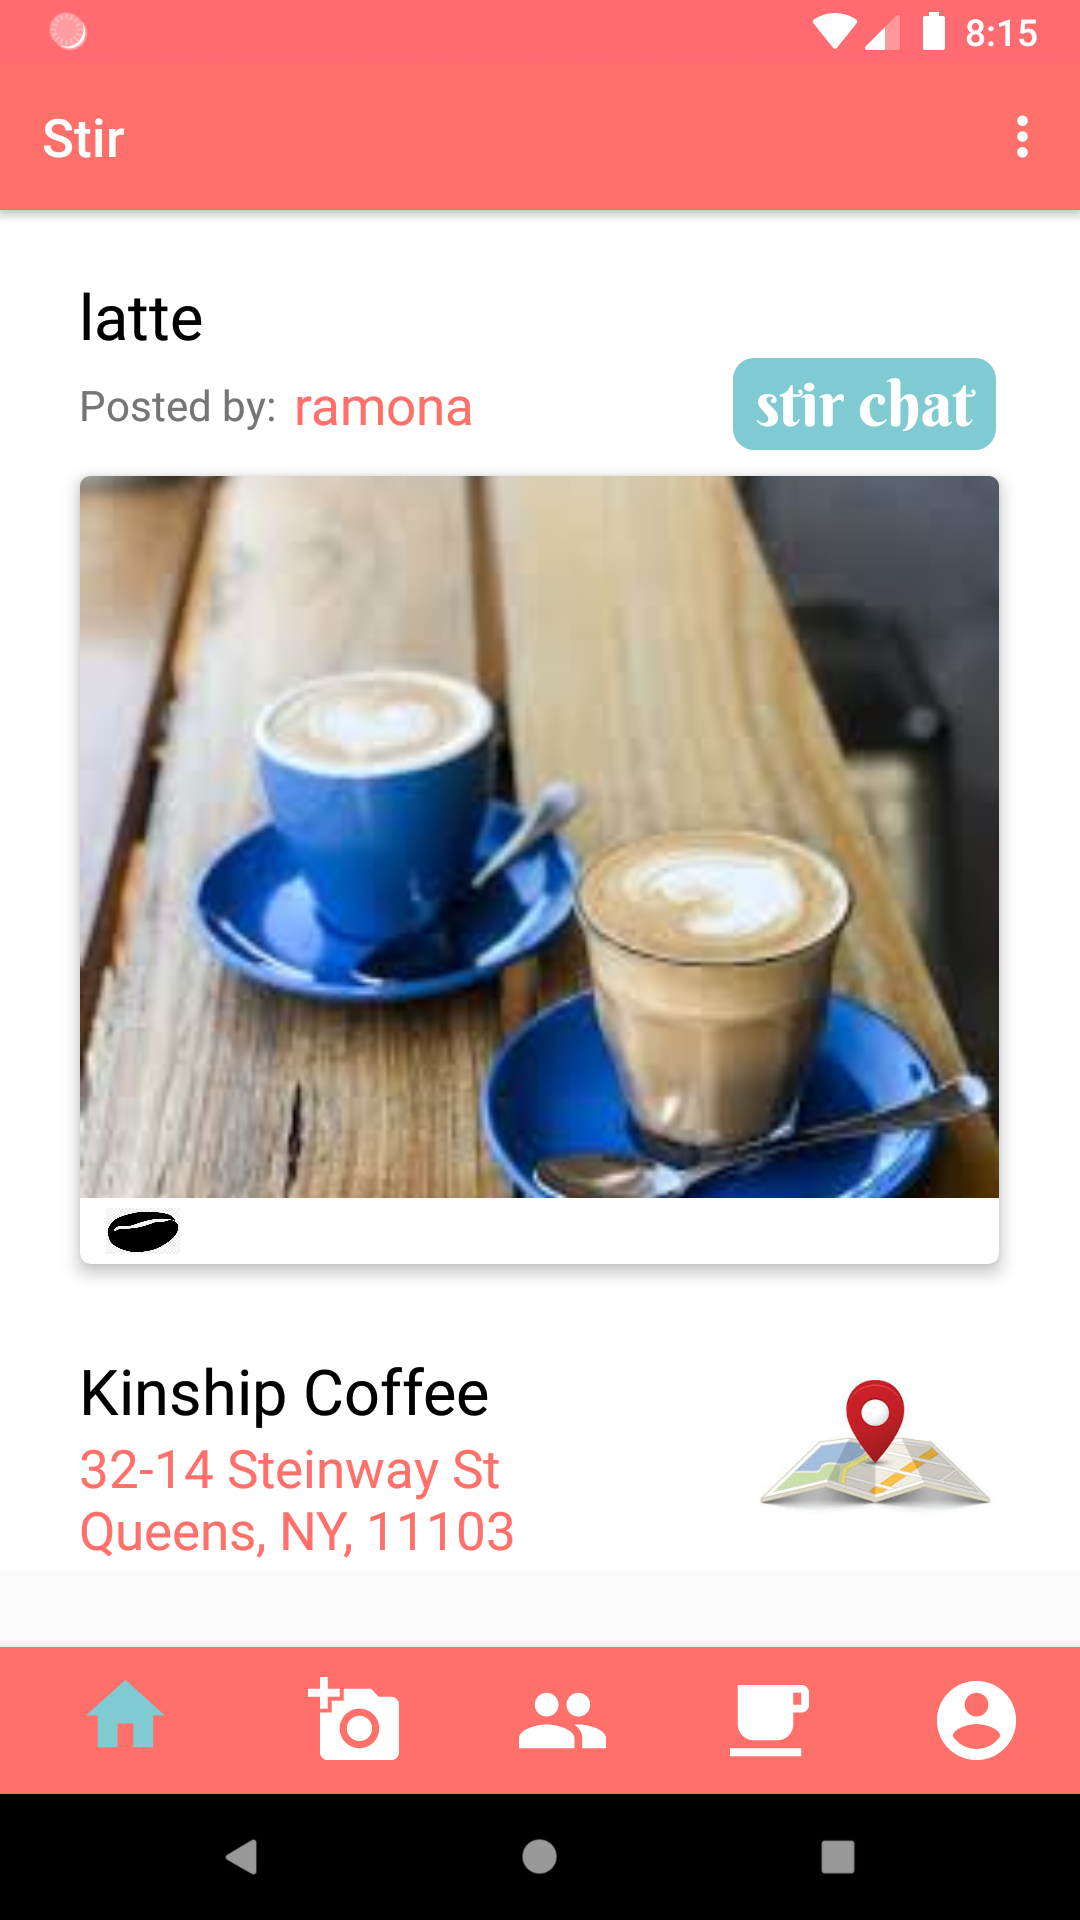 8:15
Stir
latte
Posted by: ramona
stir chat
Kinship Coffee
32-14 Steinway St
Queens, NY, 11103